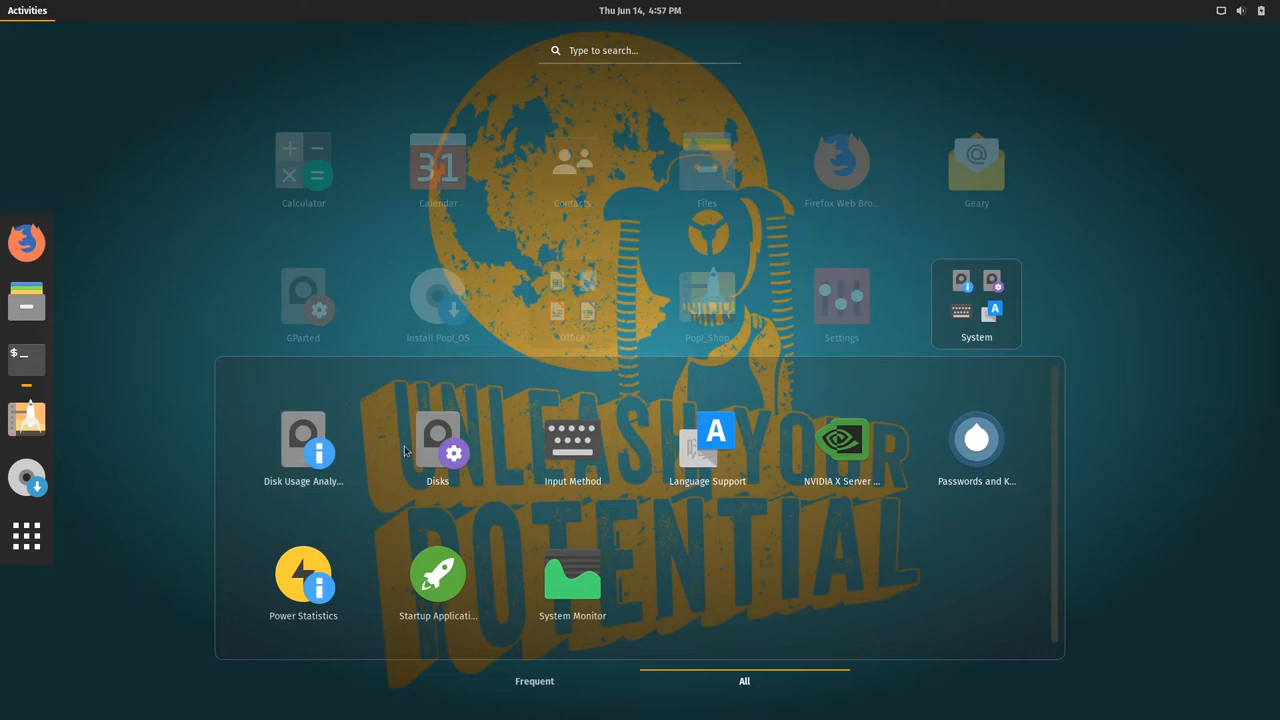 Activities
Thu Jun 14, 4:57 PM
Type to search...
Calculator
Calendar
31
Contacts
Files
Firefox Web Bro...
Geary
GParted
Install Pop!_OS
Office
Pop!_Shop
Settings
System
Disk Usage Analy...
Disks
Input Method
Language Support
NVIDIA X Server ...
Passwords and K...
Power Statistics
Startup Applicati...
System Monitor
UNLEASH YOUR
POTENTIAL
Frequent
All